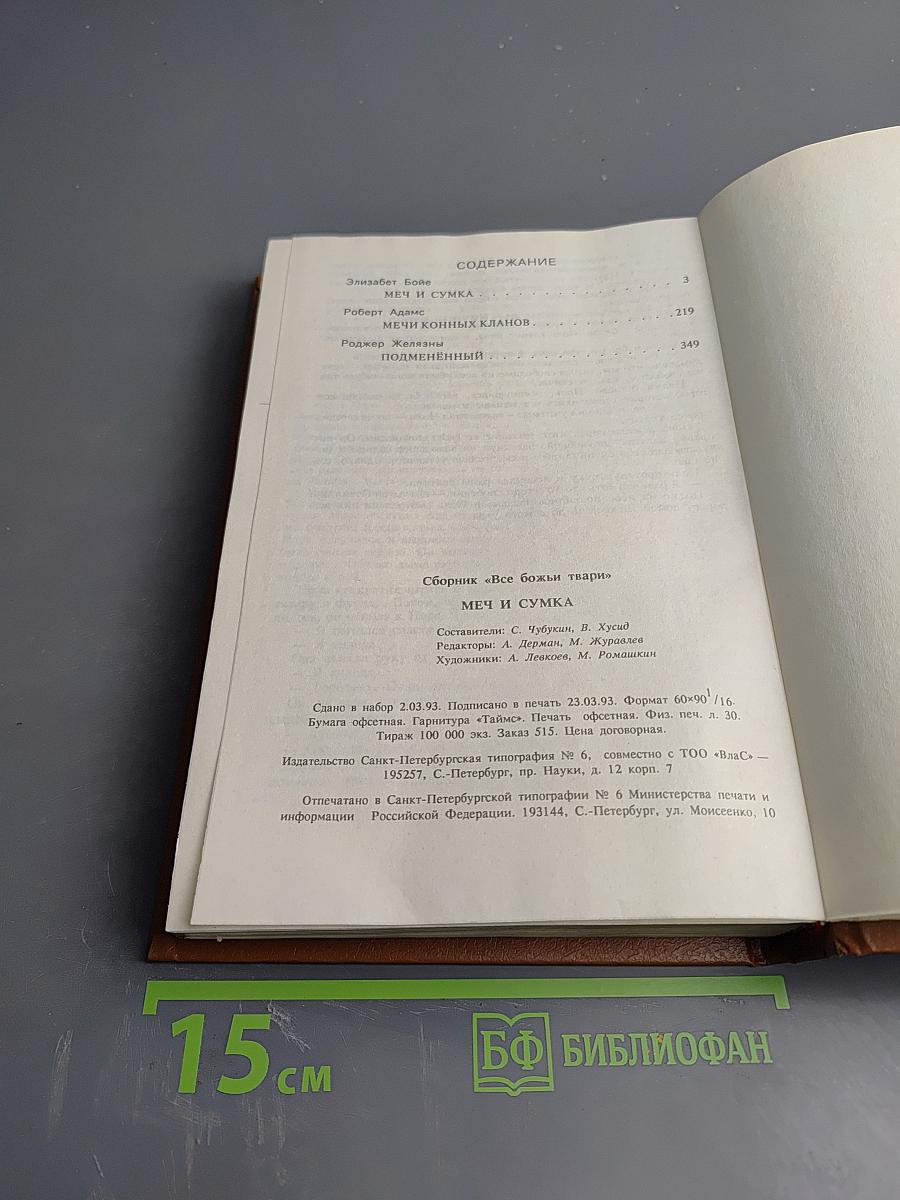 СОДЕРЖАНИЕ
Элизабет Бойе
МЕЧ И СУМКА . . . . . . . . . . . . . . . 3
Роберт Адамс
МЕЧИ КОННЫХ КЛАНОВ. . . . . . . . . . . .219
Роджер Желязны
ПОДМЕНЁННЫЙ . . . . . . . . . . . . . . . 349
Сборник «Все божьи твари»
МЕЧ И СУМКА
Составители: С. Чубукин, В. Хусид
Редакторы: А. Дерман, М. Журавлев
Художники: А. Левкоев, М. Ромашкин
Сдано в набор 2.03.93. Подписано в печать 23.03.93. Формат 60×90 1/16.
Бумага офсетная. Гарнитура «Таймс». Печать офсетная. Физ. печ. л. 30.
Тираж 100 000 экз. Заказ 515. Цена договорная.
Издательство Санкт-Петербургская типография № 6, совместно с ТОО «ВлаС» —
195257, С.-Петербург, пр. Науки, д. 12 корп. 7
Отпечатано в Санкт-Петербургской типографии № 6 Министерства печати и
информации Российской Федерации. 193144, С.-Петербург, ул. Моисеенко, 10
15 см
БФ БИБЛИОФАН